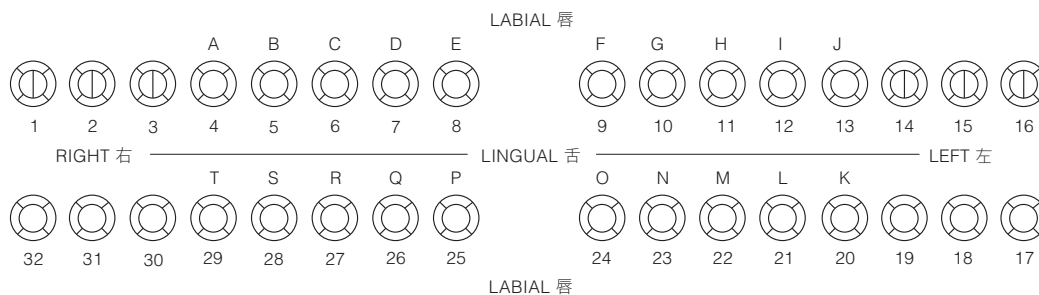 LABIAL 唇
A B C D E F G H I J
1 2 3 4 5 6 7 8 9 10 11 12 13 14 15 16
RIGHT 右 LINGUAL 舌 LEFT 左
T S R Q P O N M L K
32 31 30 29 28 27 26 25 24 23 22 21 20 19 18 17
LABIAL 唇